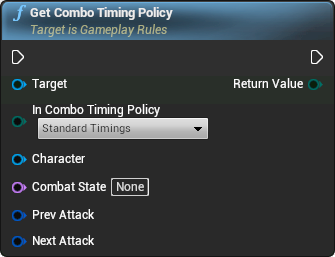 Get Combo Timing Policy
Target is Gameplay Rules
Target
Return Value
In Combo Timing Policy
Standard Timings
Character
Combat State None
Prev Attack
Next Attack